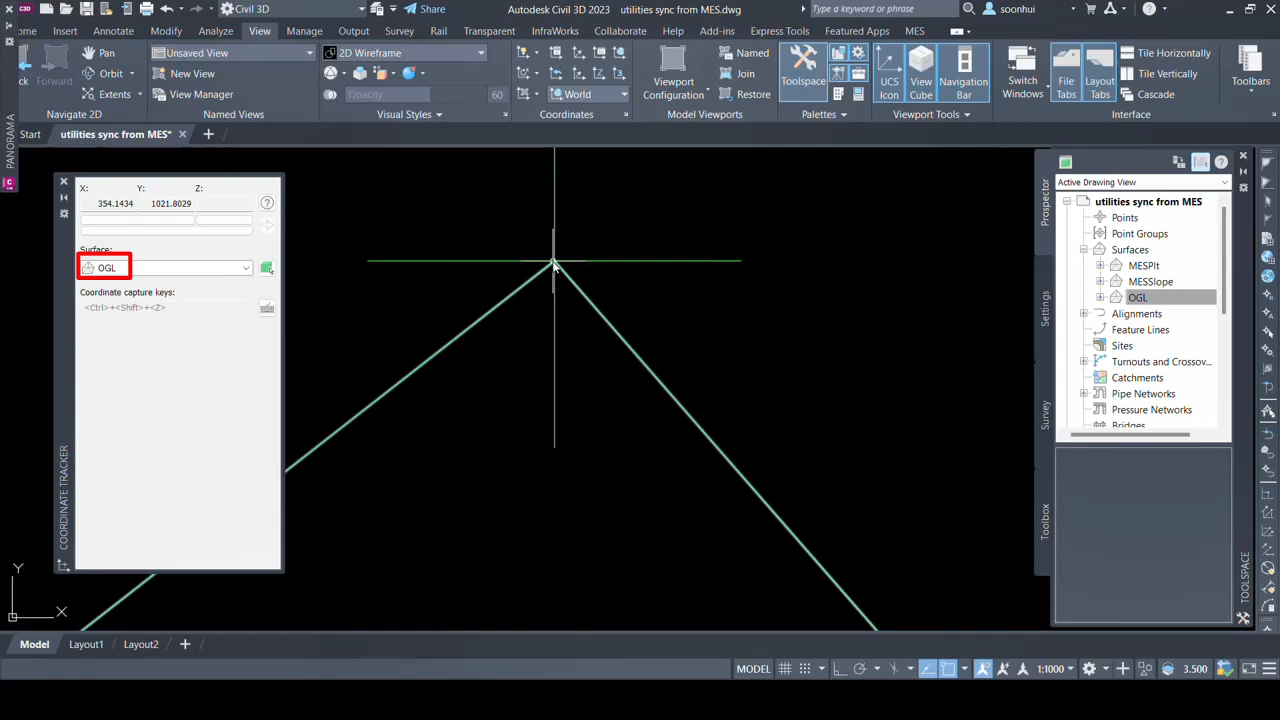 C3D
Civil 3D
Share
Autodesk Civil 3D 2023
utilities sync from MES.dwg
Type a keyword or phrase
soonhui
ome
Insert
Annotate
Modify
Analyze
View
Manage
Output
Survey
Rail
Transparent
InfraWorks
Collaborate
Help
Add-ins
Express Tools
Featured Apps
MES
ck
Forward
Pan
Orbit
Extents
Navigate 2D
Unsaved View
New View
View Manager
Named Views
2D Wireframe
Opacity
60
Visual Styles
World
Coordinates
Viewport
Configuration
Named
Join
Restore
Model Viewports
Toolspace
Palettes
UCS
Icon
View
Cube
Navigation
Bar
Viewport Tools
Switch
Windows
File
Tabs
Layout
Tabs
Tile Horizontally
Tile Vertically
Cascade
Interface
Toolbars
PANORAMA
Start
utilities sync from MES*
X:
Y:
Z:
354.1434
1021.8029
Surface:
OGL
Coordinate capture keys:
<Ctrl>+<Shift>+<Z>
COORDINATE TRACKER
Y
X
Prospector
Settings
Survey
Toolbox
Active Drawing View
utilities sync from MES
Points
Point Groups
Surfaces
MESPlt
MESSlope
OGL
Alignments
Feature Lines
Sites
Turnouts and Crossov...
Catchments
Pipe Networks
Pressure Networks
Bridges
TOOLSPACE
Model
Layout1
Layout2
MODEL
1:1000
3.500